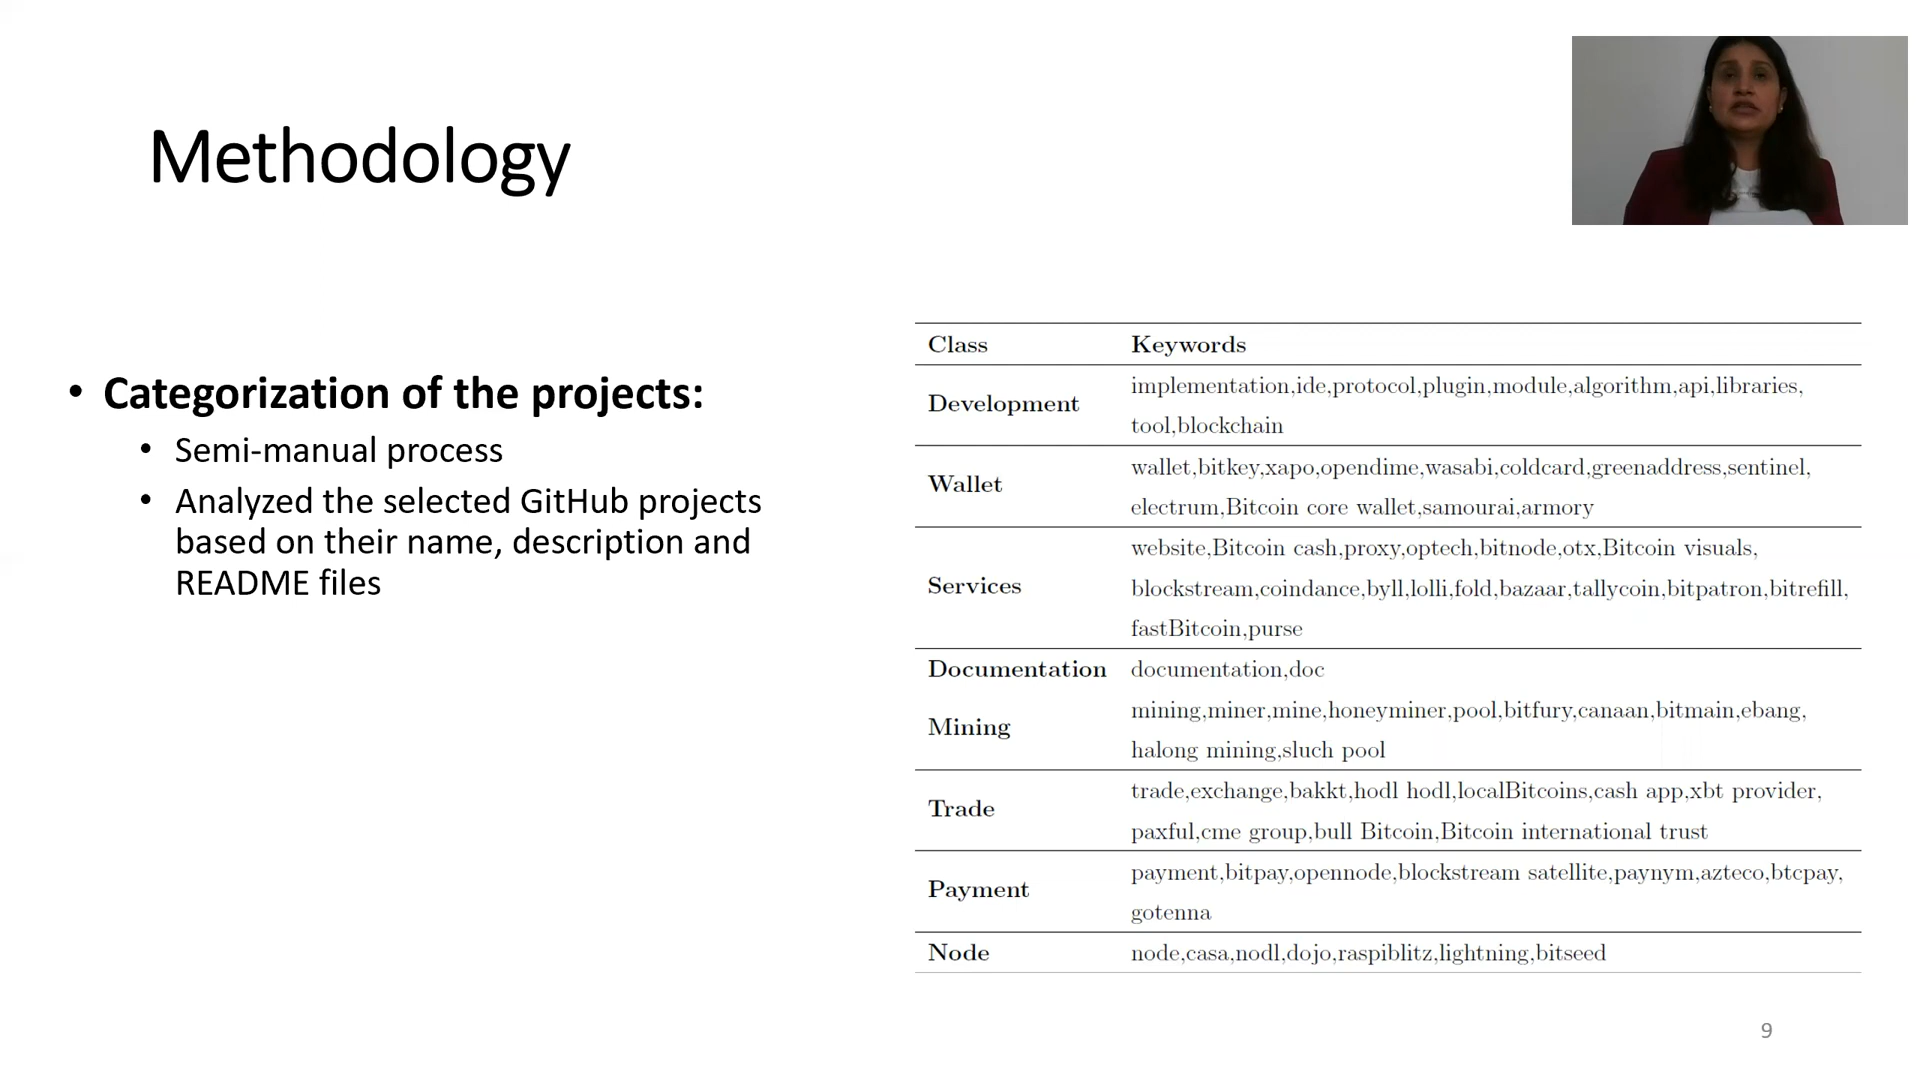 Methodology
• Categorization of the projects:
• Semi-manual process
• Analyzed the selected GitHub projects
based on their name, description and
README files
Class Keywords
Development implementation,ide,protocol,plugin,module,algorithm,api,libraries,
tool,blockchain
Wallet wallet,bitkey,xapo,opendime,wasabi,coldcard,greenaddress,sentinel,
electrum,Bitcoin core wallet,samourai,armory
Services website,Bitcoin cash,proxy,optech,bitnode,otx,Bitcoin visuals,
blockstream,coindance,byll,lolli,fold,bazaar,tallycoin,bitpatron,bitrefill,
fastBitcoin,purse
Documentation documentation,doc
Mining mining,miner,mine,honeyminer,pool,bitfury,canaan,bitmain,ebang,
halong mining,sluch pool
Trade trade,exchange,bakkt,hodl hodl,localBitcoins,cash app,xbt provider,
paxful,cme group,bull Bitcoin,Bitcoin international trust
Payment payment,bitpay,opennode,blockstream satellite,paynym,azteco,btcpay,
gotenna
Node node,casa,nodl,dojo,raspiblitz,lightning,bitseed
9